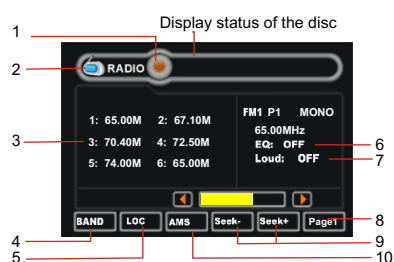 Display status of the disc
1
2
RADIO
FM1 P1 MONO
1: 65.00M 2: 67.10M
65.00MHz
3
3: 70.40M 4: 72.50M
EQ: OFF
6
5: 74.00M 6: 65.00M
Loud: OFF
7
BAND LOC AMS Seek- Seek+ Page1
8
4
9
5
10